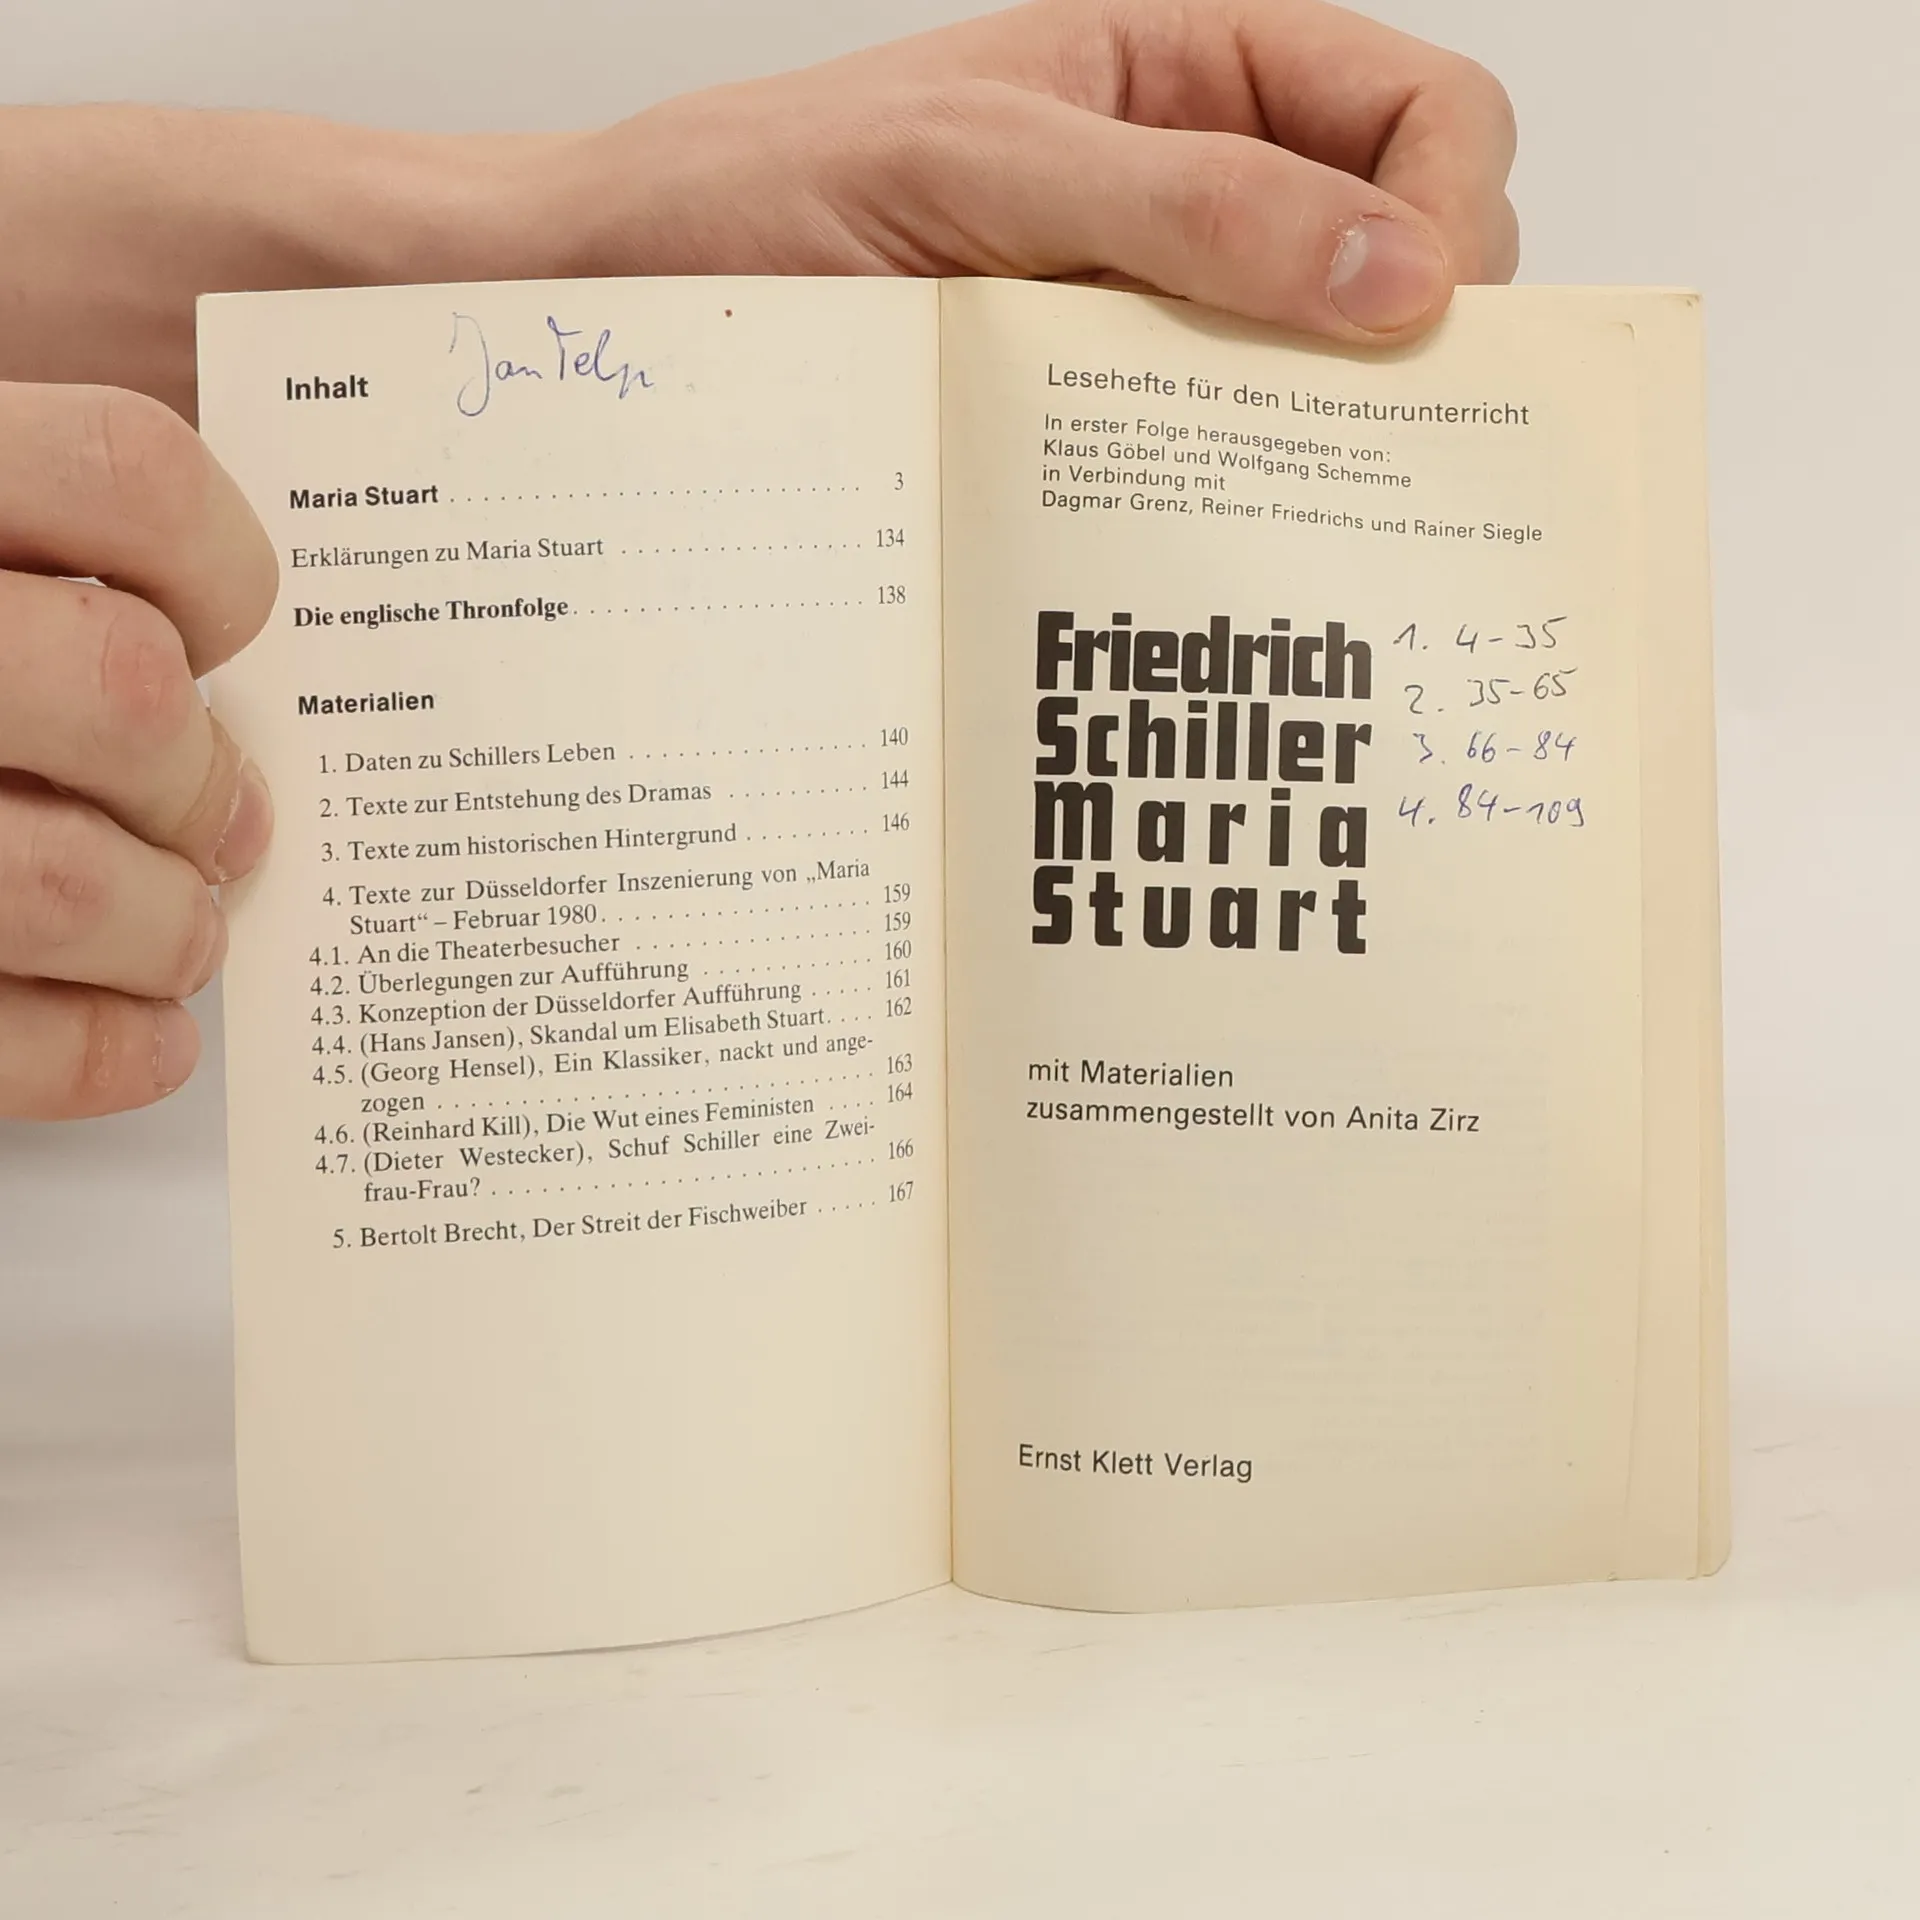 Inhalt
Jan
Maria Stuart . . . . . . . . . . . . . . . . . . . . . . . . . . 3
Erklärungen zu Maria Stuart . . . . . . . . . . . . . . . . 134
Die englische Thronfolge. . . . . . . . . . . . . . . . . . . 138
Materialien
1. Daten zu Schillers Leben . . . . . . . . . . . . . . . . 140
2. Texte zur Entstehung des Dramas . . . . . . . . . . 144
3. Texte zum historischen Hintergrund . . . . . . . . . 146
4. Texte zur Düsseldorfer Inszenierung von „Maria
Stuart“ – Februar 1980. . . . . . . . . . . . . . . . . . 159
4.1. An die Theaterbesucher . . . . . . . . . . . . . . . . 159
4.2. Überlegungen zur Aufführung . . . . . . . . . . . . 160
4.3. Konzeption der Düsseldorfer Aufführung . . . . . 161
4.4. (Hans Jansen), Skandal um Elisabeth Stuart. . . . 162
4.5. (Georg Hensel), Ein Klassiker, nackt und ange-
zogen . . . . . . . . . . . . . . . . . . . . . . . . . . . 163
4.6. (Reinhard Kill), Die Wut eines Feministen . . . . 164
4.7. (Dieter Westecker), Schuf Schiller eine Zwei-
frau-Frau? . . . . . . . . . . . . . . . . . . . . . . . . 166
5. Bertolt Brecht, Der Streit der Fischweiber . . . . . 167
Lesehefte für den Literaturunterricht
In erster Folge herausgegeben von:
Klaus Göbel und Wolfgang Schemme
in Verbindung mit
Dagmar Grenz, Reiner Friedrichs und Rainer Siegle
Friedrich
Schiller
Maria
Stuart
1. 4-35
2. 35-65
3. 66-84
4. 84-109
mit Materialien
zusammengestellt von Anita Zirz
Ernst Klett Verlag